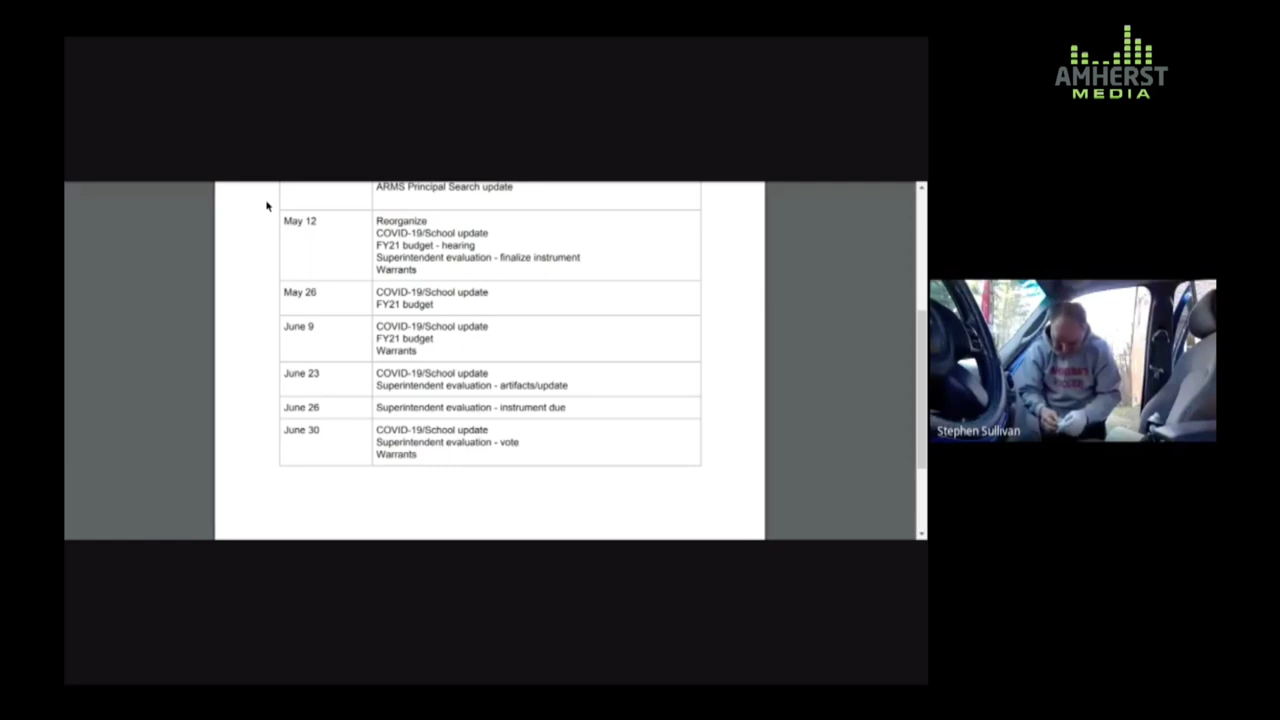 AMHERST
MEDIA
ARMS Principal Search update
May 12
Reorganize
COVID-19/School update
FY21 budget - hearing
Superintendent evaluation - finalize instrument
Warrants
May 26
COVID-19/School update
FY21 budget
June 9
COVID-19/School update
FY21 budget
Warrants
June 23
COVID-19/School update
Superintendent evaluation - artifacts/update
June 26
Superintendent evaluation - instrument due
June 30
COVID-19/School update
Superintendent evaluation - vote
Warrants
Stephen Sullivan